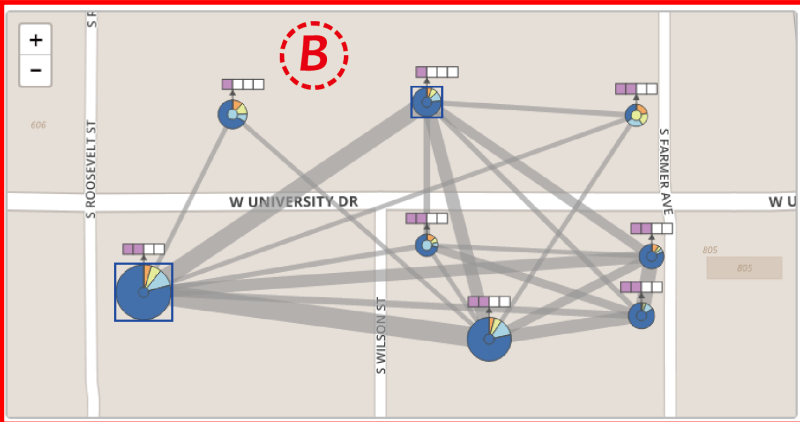 +
−
B
S R
606
S ROOSEVELT ST
S FARMER AVE
W UNIVERSITY DR
W U
805
805
S WILSON ST